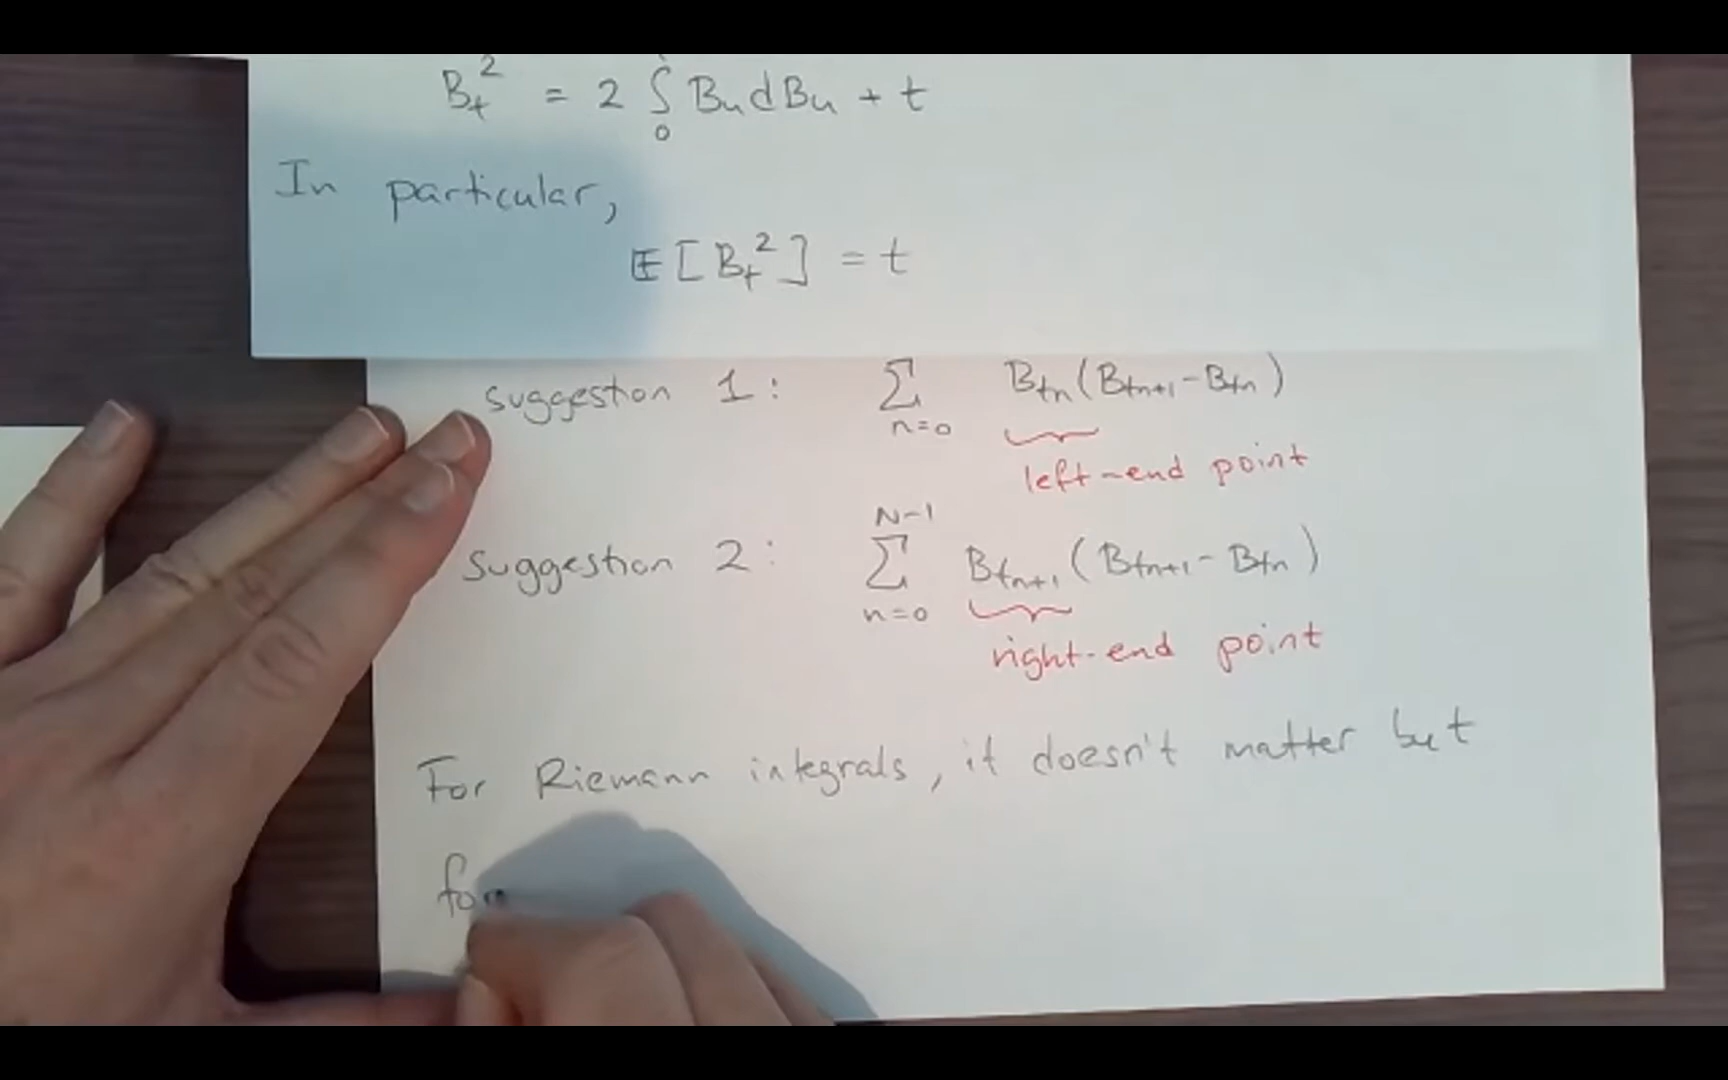 B_t^2 = 2 ∫_0 B_u dB_u + t
In particular,
𝔼[B_t^2] = t
suggestion 1: Σ_{n=0} B_{t_n}(B_{t_{n+1}} - B_{t_n})
left-end point
suggestion 2: Σ_{n=0}^{N-1} B_{t_{n+1}}(B_{t_{n+1}} - B_{t_n})
right-end point
For Riemann integrals, it doesn't matter but
for